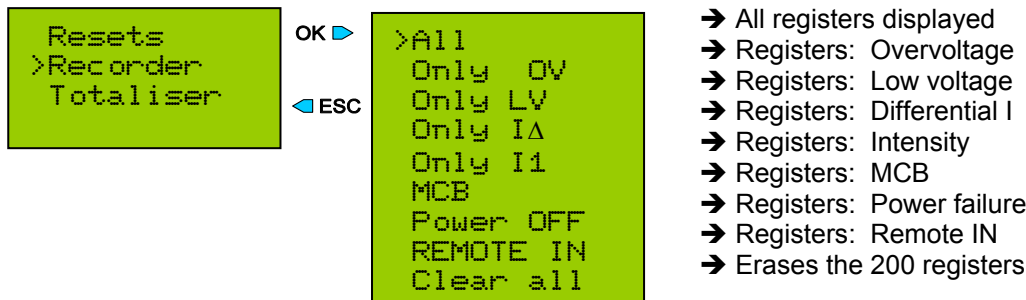 Resets
>Recorder
Totaliser
OK
ESC
>All
Only OV
Only LV
Only IΔ
Only I1
MCB
Power OFF
REMOTE IN
Clear all
➔ All registers displayed
➔ Registers: Overvoltage
➔ Registers: Low voltage
➔ Registers: Differential I
➔ Registers: Intensity
➔ Registers: MCB
➔ Registers: Power failure
➔ Registers: Remote IN
➔ Erases the 200 registers